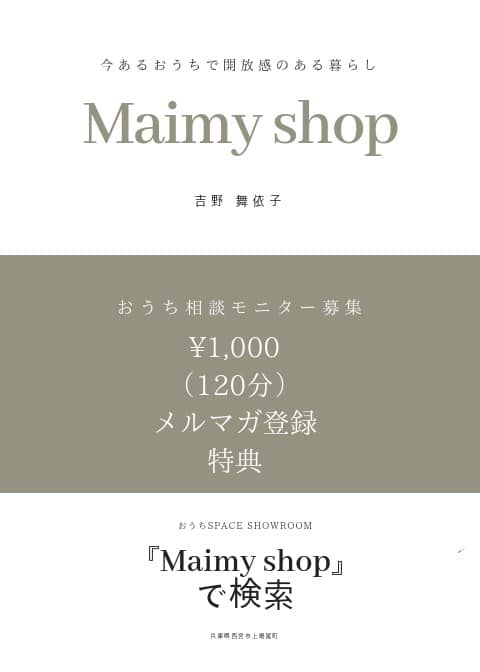 今あるおうちで開放感のある暮らし
Maimy shop
吉野 舞依子
おうち相談モニター募集
¥1,000
（120分）
メルマガ登録
特典
おうちSPACE SHOWROOM
『Maimy shop』
で検索
兵庫県西宮市上甲東園町